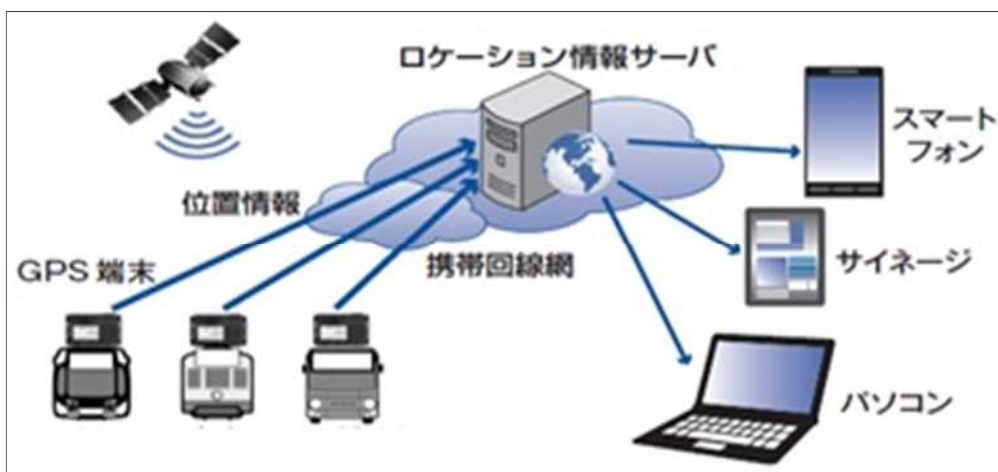 ロケーション情報サーバ
スマート
フォン
位置情報
携帯回線網
サイネージ
GPS 端末
パソコン